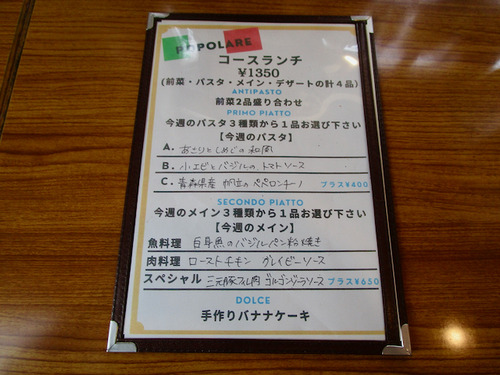 POPOLARE
コースランチ
¥1350
(前菜・パスタ・メイン・デザートの計4品)
ANTIPASTO
前菜2品盛り合わせ
PRIMO PIATTO
今週のパスタ3種類から1品お選び下さい
【今週のパスタ】
A. あさりとしめじの和風
B. 小エビとバジルのトマトソース
C. 青森県産 帆立のペペロンチーノ プラス¥400
SECONDO PIATTO
今週のメイン3種類から1品お選び下さい
【今週のメイン】
魚料理 白身魚のバジルパン粉焼き
肉料理 ローストチキン グレイビーソース
スペシャル 三元豚フィレ肉 ゴルゴンゾーラソース プラス¥650
DOLCE
手作りバナナケーキ